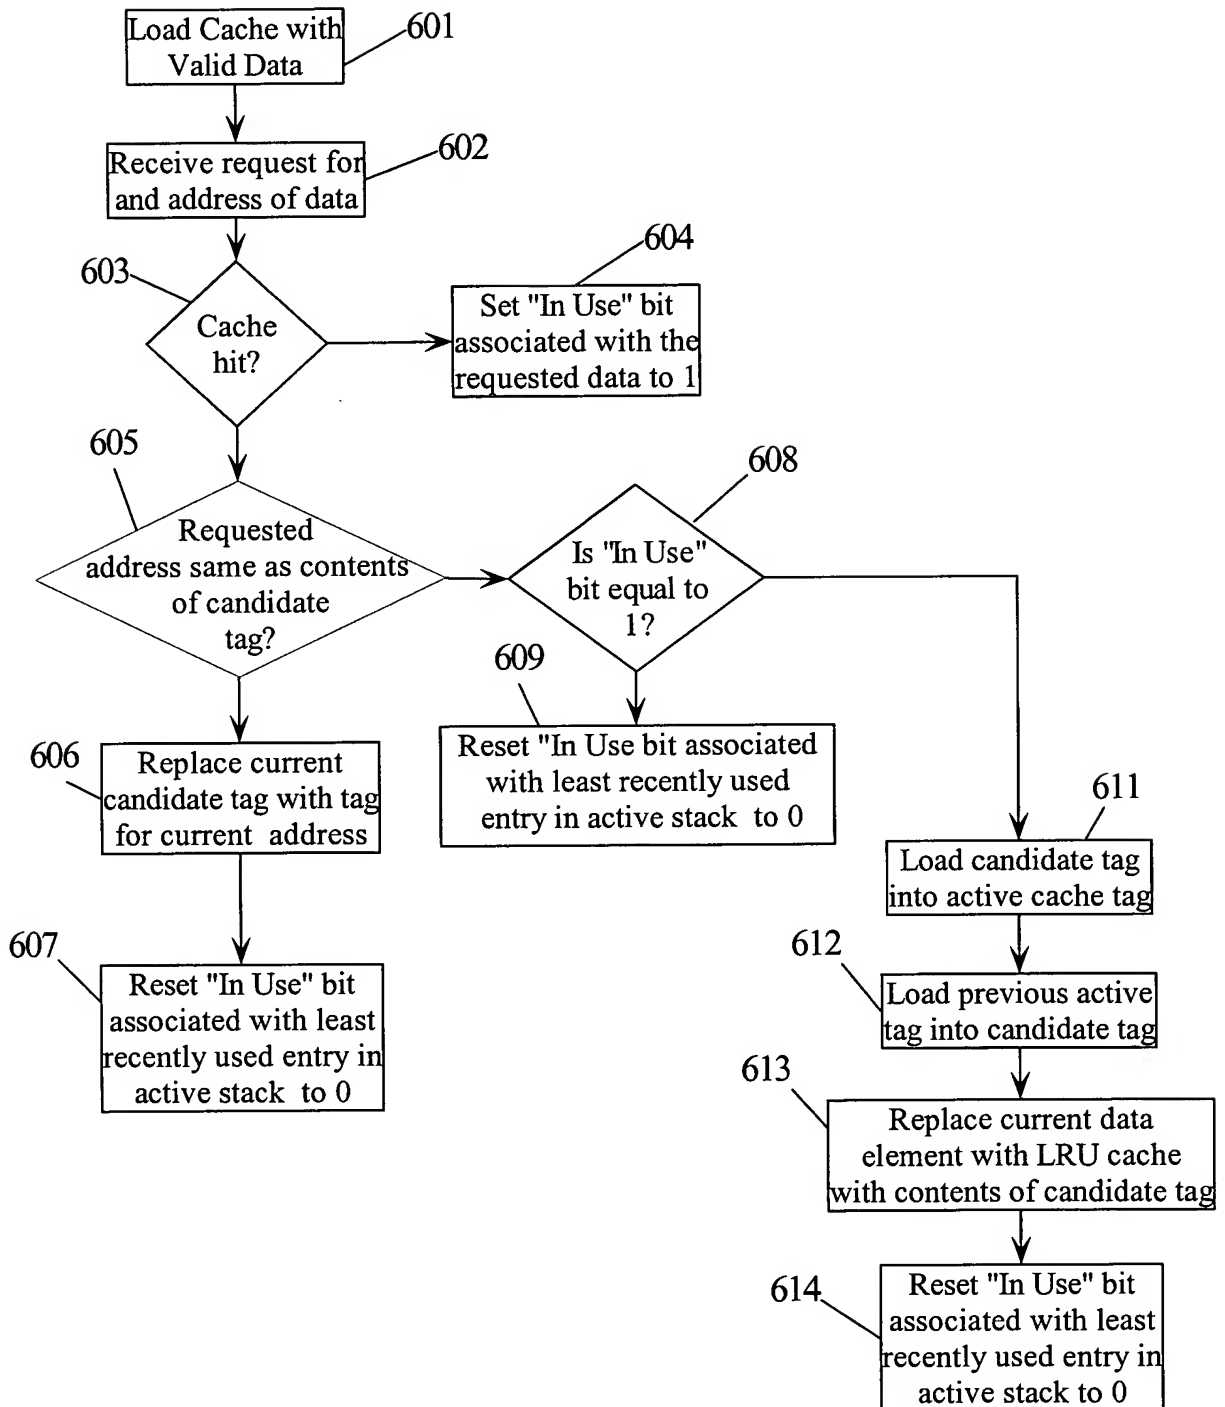 Load Cache with
Valid Data
601
Receive request for
and address of data
602
603
Cache
hit?
604
Set "In Use" bit
associated with the
requested data to 1
605
Requested
address same as contents
of candidate
tag?
608
Is "In Use"
bit equal to
1?
606
Replace current
candidate tag with tag
for current address
609
Reset "In Use bit associated
with least recently used
entry in active stack to 0
607
Reset "In Use" bit
associated with least
recently used entry in
active stack to 0
611
Load candidate tag
into active cache tag
612
Load previous active
tag into candidate tag
613
Replace current data
element with LRU cache
with contents of candidate tag
614
Reset "In Use" bit
associated with least
recently used entry in
active stack to 0